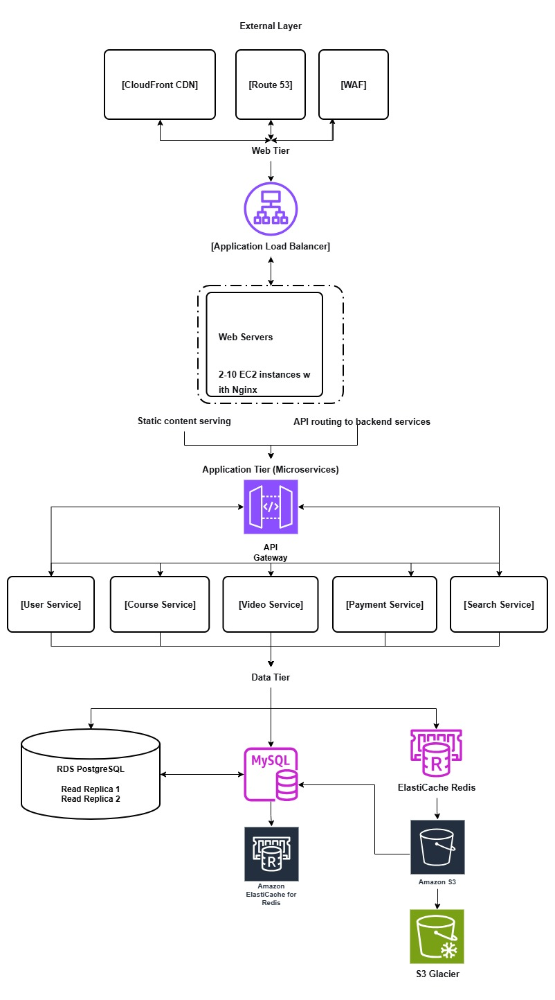 External Layer
[CloudFront CDN]
[Route 53]
[WAF]
Web Tier
[Application Load Balancer]
Web Servers
2-10 EC2 instances w
ith Nginx
Static content serving
API routing to backend services
Application Tier (Microservices)
</>
API
Gateway
[User Service]
[Course Service]
[Video Service]
[Payment Service]
[Search Service]
Data Tier
RDS PostgreSQL
Read Replica 1
Read Replica 2
MySQL
R
ElastiCache Redis
R
Amazon
ElastiCache for
Redis
Amazon S3
S3 Glacier